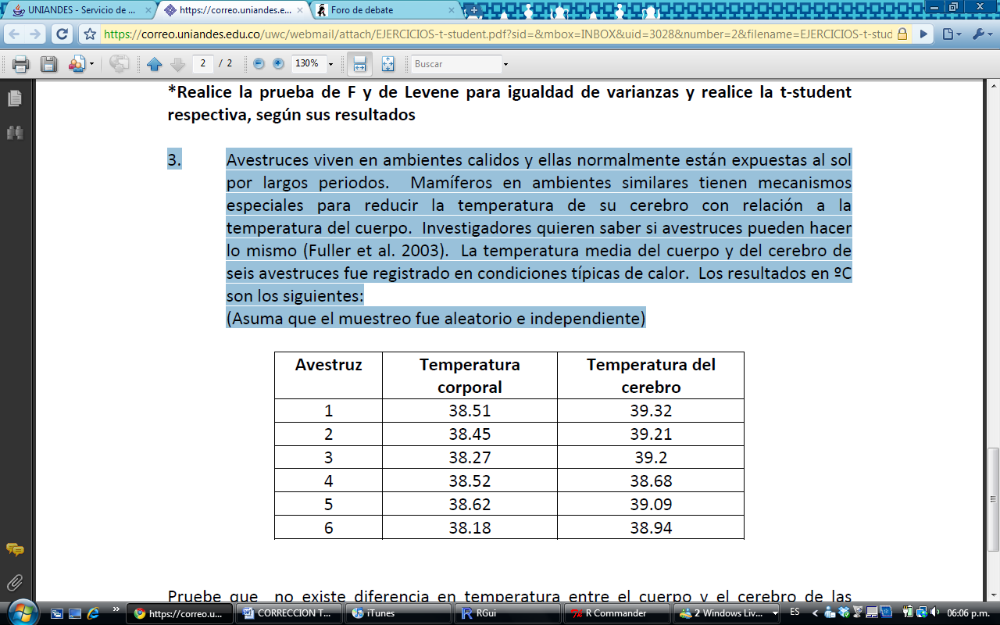 UNIANDES - Servicio de ...
https://correo.uniandes.e...
Foro de debate
https://correo.uniandes.edu.co/uwc/webmail/attach/EJERCICIOS-t-student.pdf?sid=&mbox=INBOX&uid=3028&number=2&filename=EJERCICIOS-t-stud
2 / 2
130%
Buscar
*Realice la prueba de F y de Levene para igualdad de varianzas y realice la t-student
respectiva, según sus resultados
3. Avestruces viven en ambientes calidos y ellas normalmente están expuestas al sol
por largos periodos. Mamíferos en ambientes similares tienen mecanismos
especiales para reducir la temperatura de su cerebro con relación a la
temperatura del cuerpo. Investigadores quieren saber si avestruces pueden hacer
lo mismo (Fuller et al. 2003). La temperatura media del cuerpo y del cerebro de
seis avestruces fue registrado en condiciones típicas de calor. Los resultados en ºC
son los siguientes:
(Asuma que el muestreo fue aleatorio e independiente)
Avestruz Temperatura Temperatura del
corporal cerebro
1 38.51 39.32
2 38.45 39.21
3 38.27 39.2
4 38.52 38.68
5 38.62 39.09
6 38.18 38.94
Pruebe que no existe diferencia en temperatura entre el cuerpo y el cerebro de las
https://correo.u...
CORRECCION T...
iTunes
RGui
R Commander
2 Windows Liv...
ES
06:06 p.m.